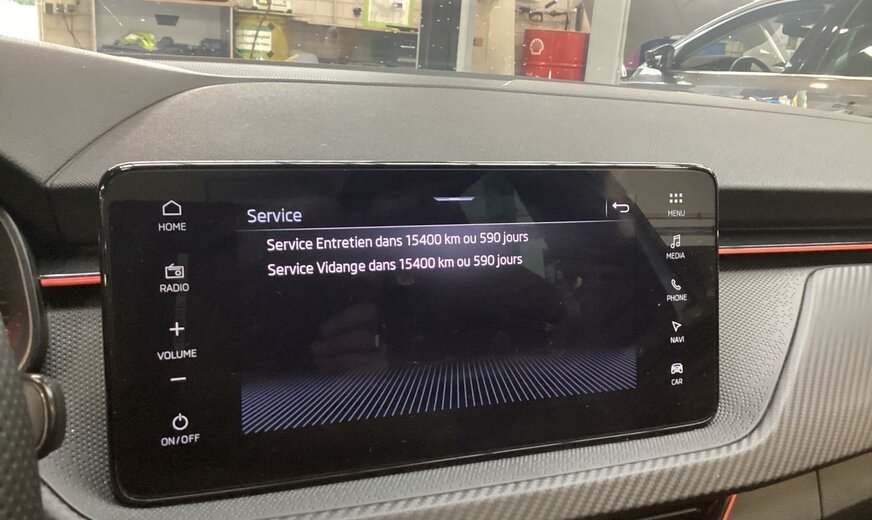 Service
Service Entretien dans 15400 km ou 590 jours
Service Vidange dans 15400 km ou 590 jours
HOME
RADIO
+
VOLUME
−
ON/OFF
MENU
MEDIA
PHONE
NAVI
CAR